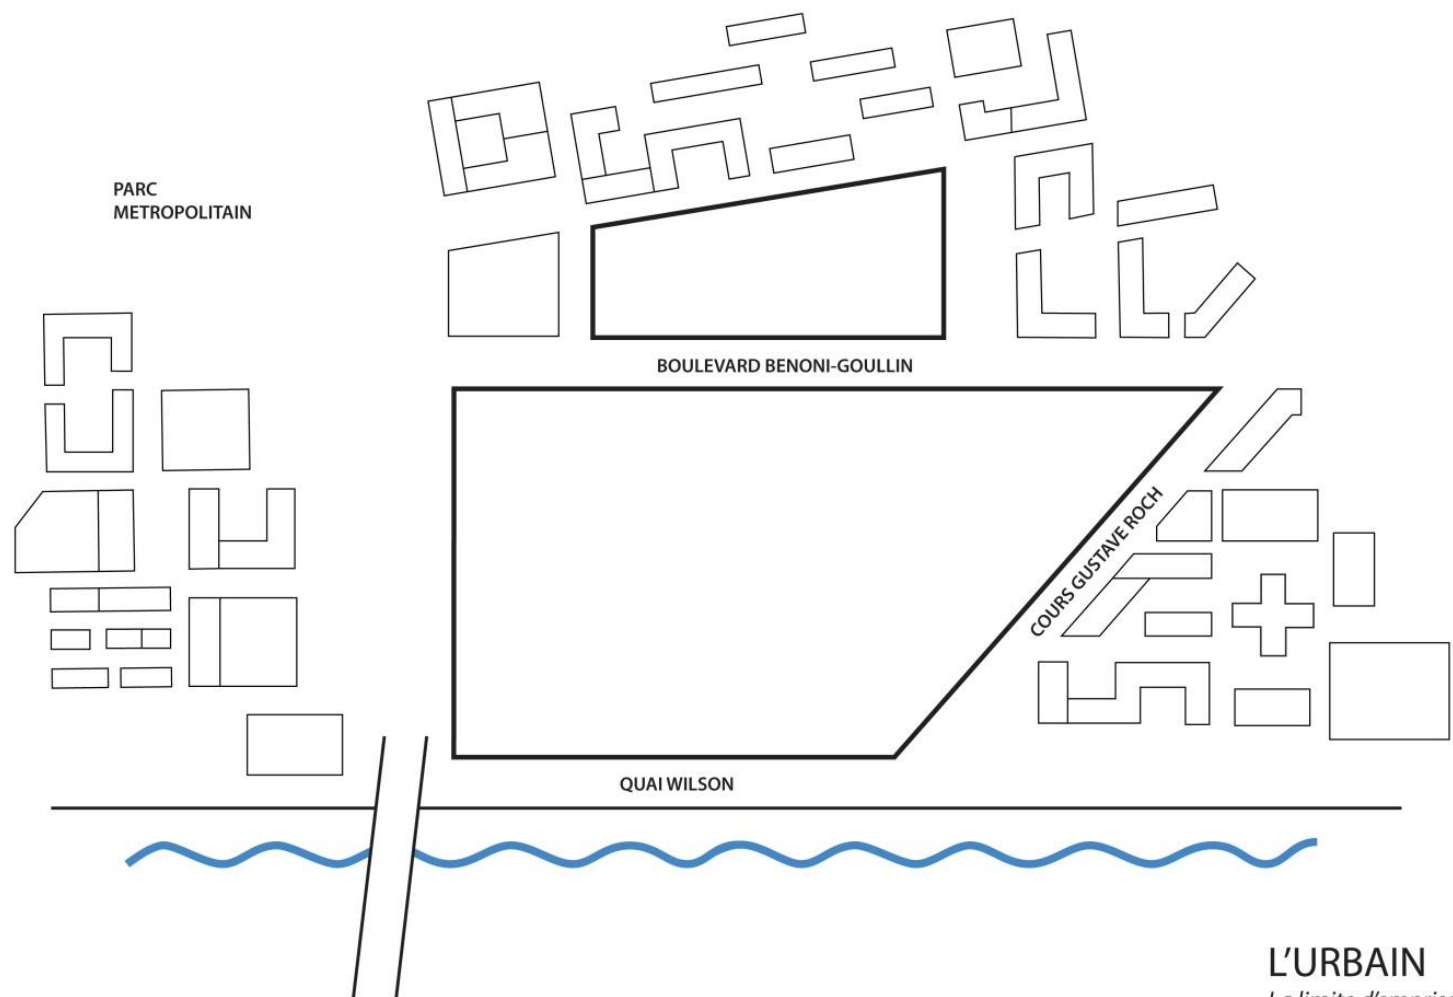 PARC
METROPOLITAIN
BOULEVARD BENONI-GOULLIN
COURS GUSTAVE ROCH
QUAI WILSON
L'URBAIN